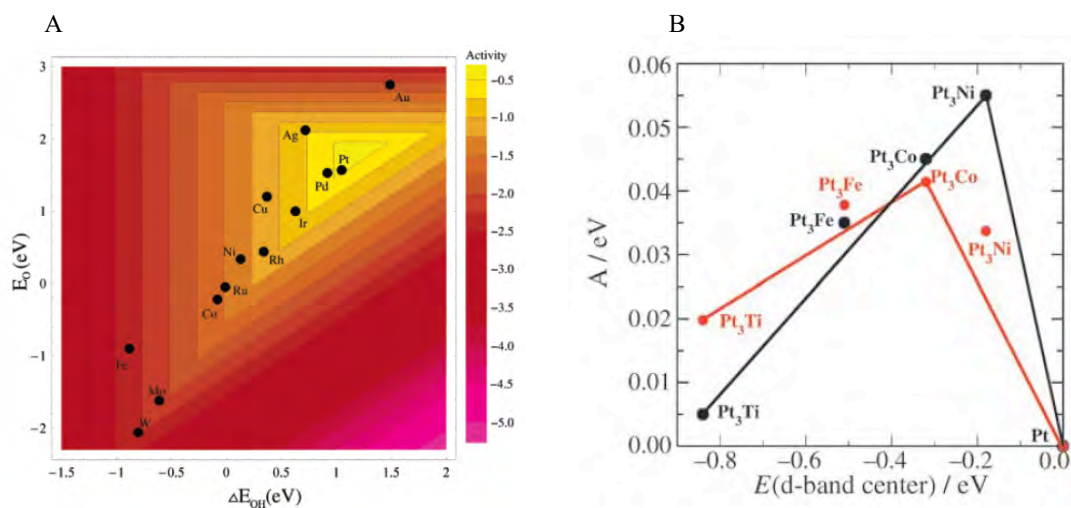 A
B
3
2
1
0
−1
−2
E_O(eV)
−1.5
−1
−0.5
0
0.5
1
1.5
2
ΔE_OH(eV)
Au
Ag
Pt
Pd
Cu
Ir
Ni
Rh
Ru
Co
Fe
Mo
W
Activity
−0.5
−1.0
−1.5
−2.0
−2.5
−3.0
−3.5
−4.0
−4.5
−5.0
0.06
0.05
0.04
0.03
0.02
0.01
0.00
A / eV
Pt₃Ni
Pt₃Co
Pt₃Co
Pt₃Fe
Pt₃Fe
Pt₃Ni
Pt₃Ti
Pt₃Ti
Pt
−0.8
−0.6
−0.4
−0.2
0.0
E(d-band center) / eV